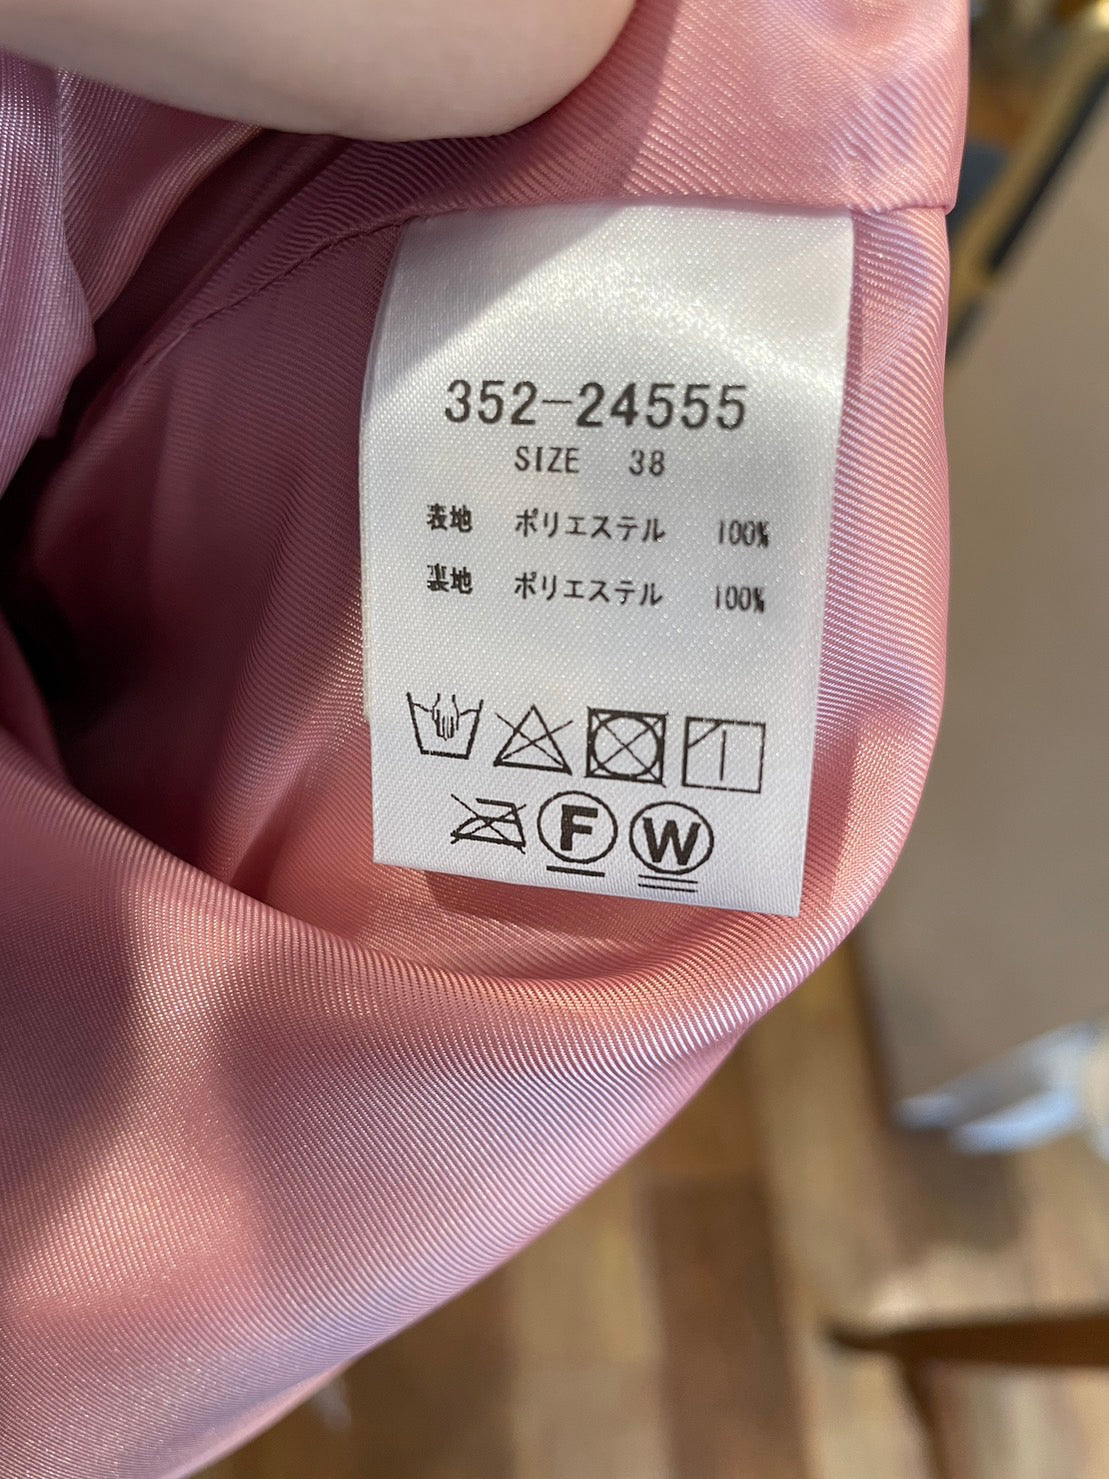 352-24555
SIZE 38
表地 ポリエステル 100%
裏地 ポリエステル 100%
F W